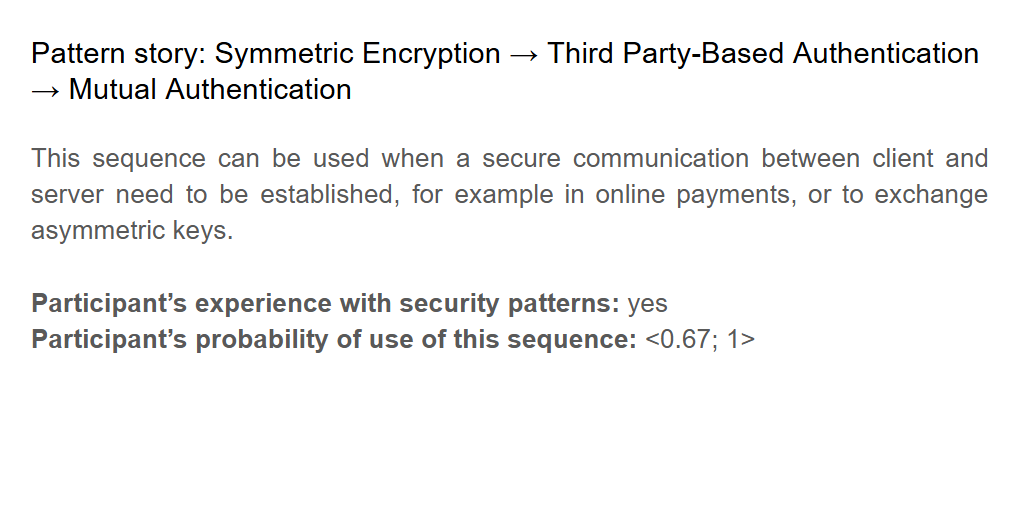 Pattern story: Symmetric Encryption → Third Party-Based Authentication
→ Mutual Authentication
This sequence can be used when a secure communication between client and
server need to be established, for example in online payments, or to exchange
asymmetric keys.
Participant’s experience with security patterns: yes
Participant’s probability of use of this sequence: <0.67; 1>